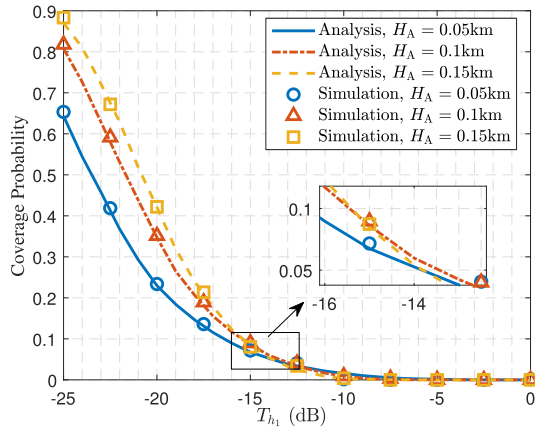 0.9
0.8
0.7
0.6
0.5
0.4
0.3
0.2
0.1
0
Coverage Probability
Analysis, H_A = 0.05km
Analysis, H_A = 0.1km
Analysis, H_A = 0.15km
Simulation, H_A = 0.05km
Simulation, H_A = 0.1km
Simulation, H_A = 0.15km
0.1
0.05
-16 -14
-25 -20 -15 -10 -5 0
T_{h_1} (dB)